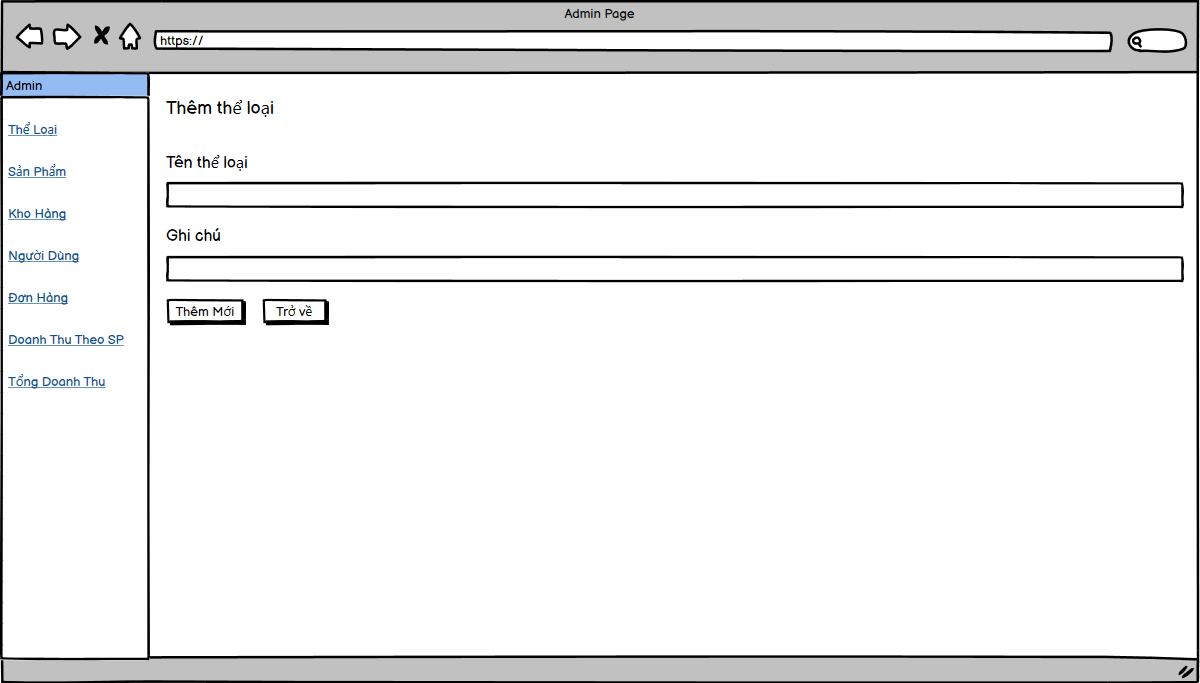 Admin Page
https://
Admin
Thể Loại
Sản Phẩm
Kho Hàng
Người Dùng
Đơn Hàng
Doanh Thu Theo SP
Tổng Doanh Thu
Thêm thể loại
Tên thể loại
Ghi chú
Thêm Mới Trở về